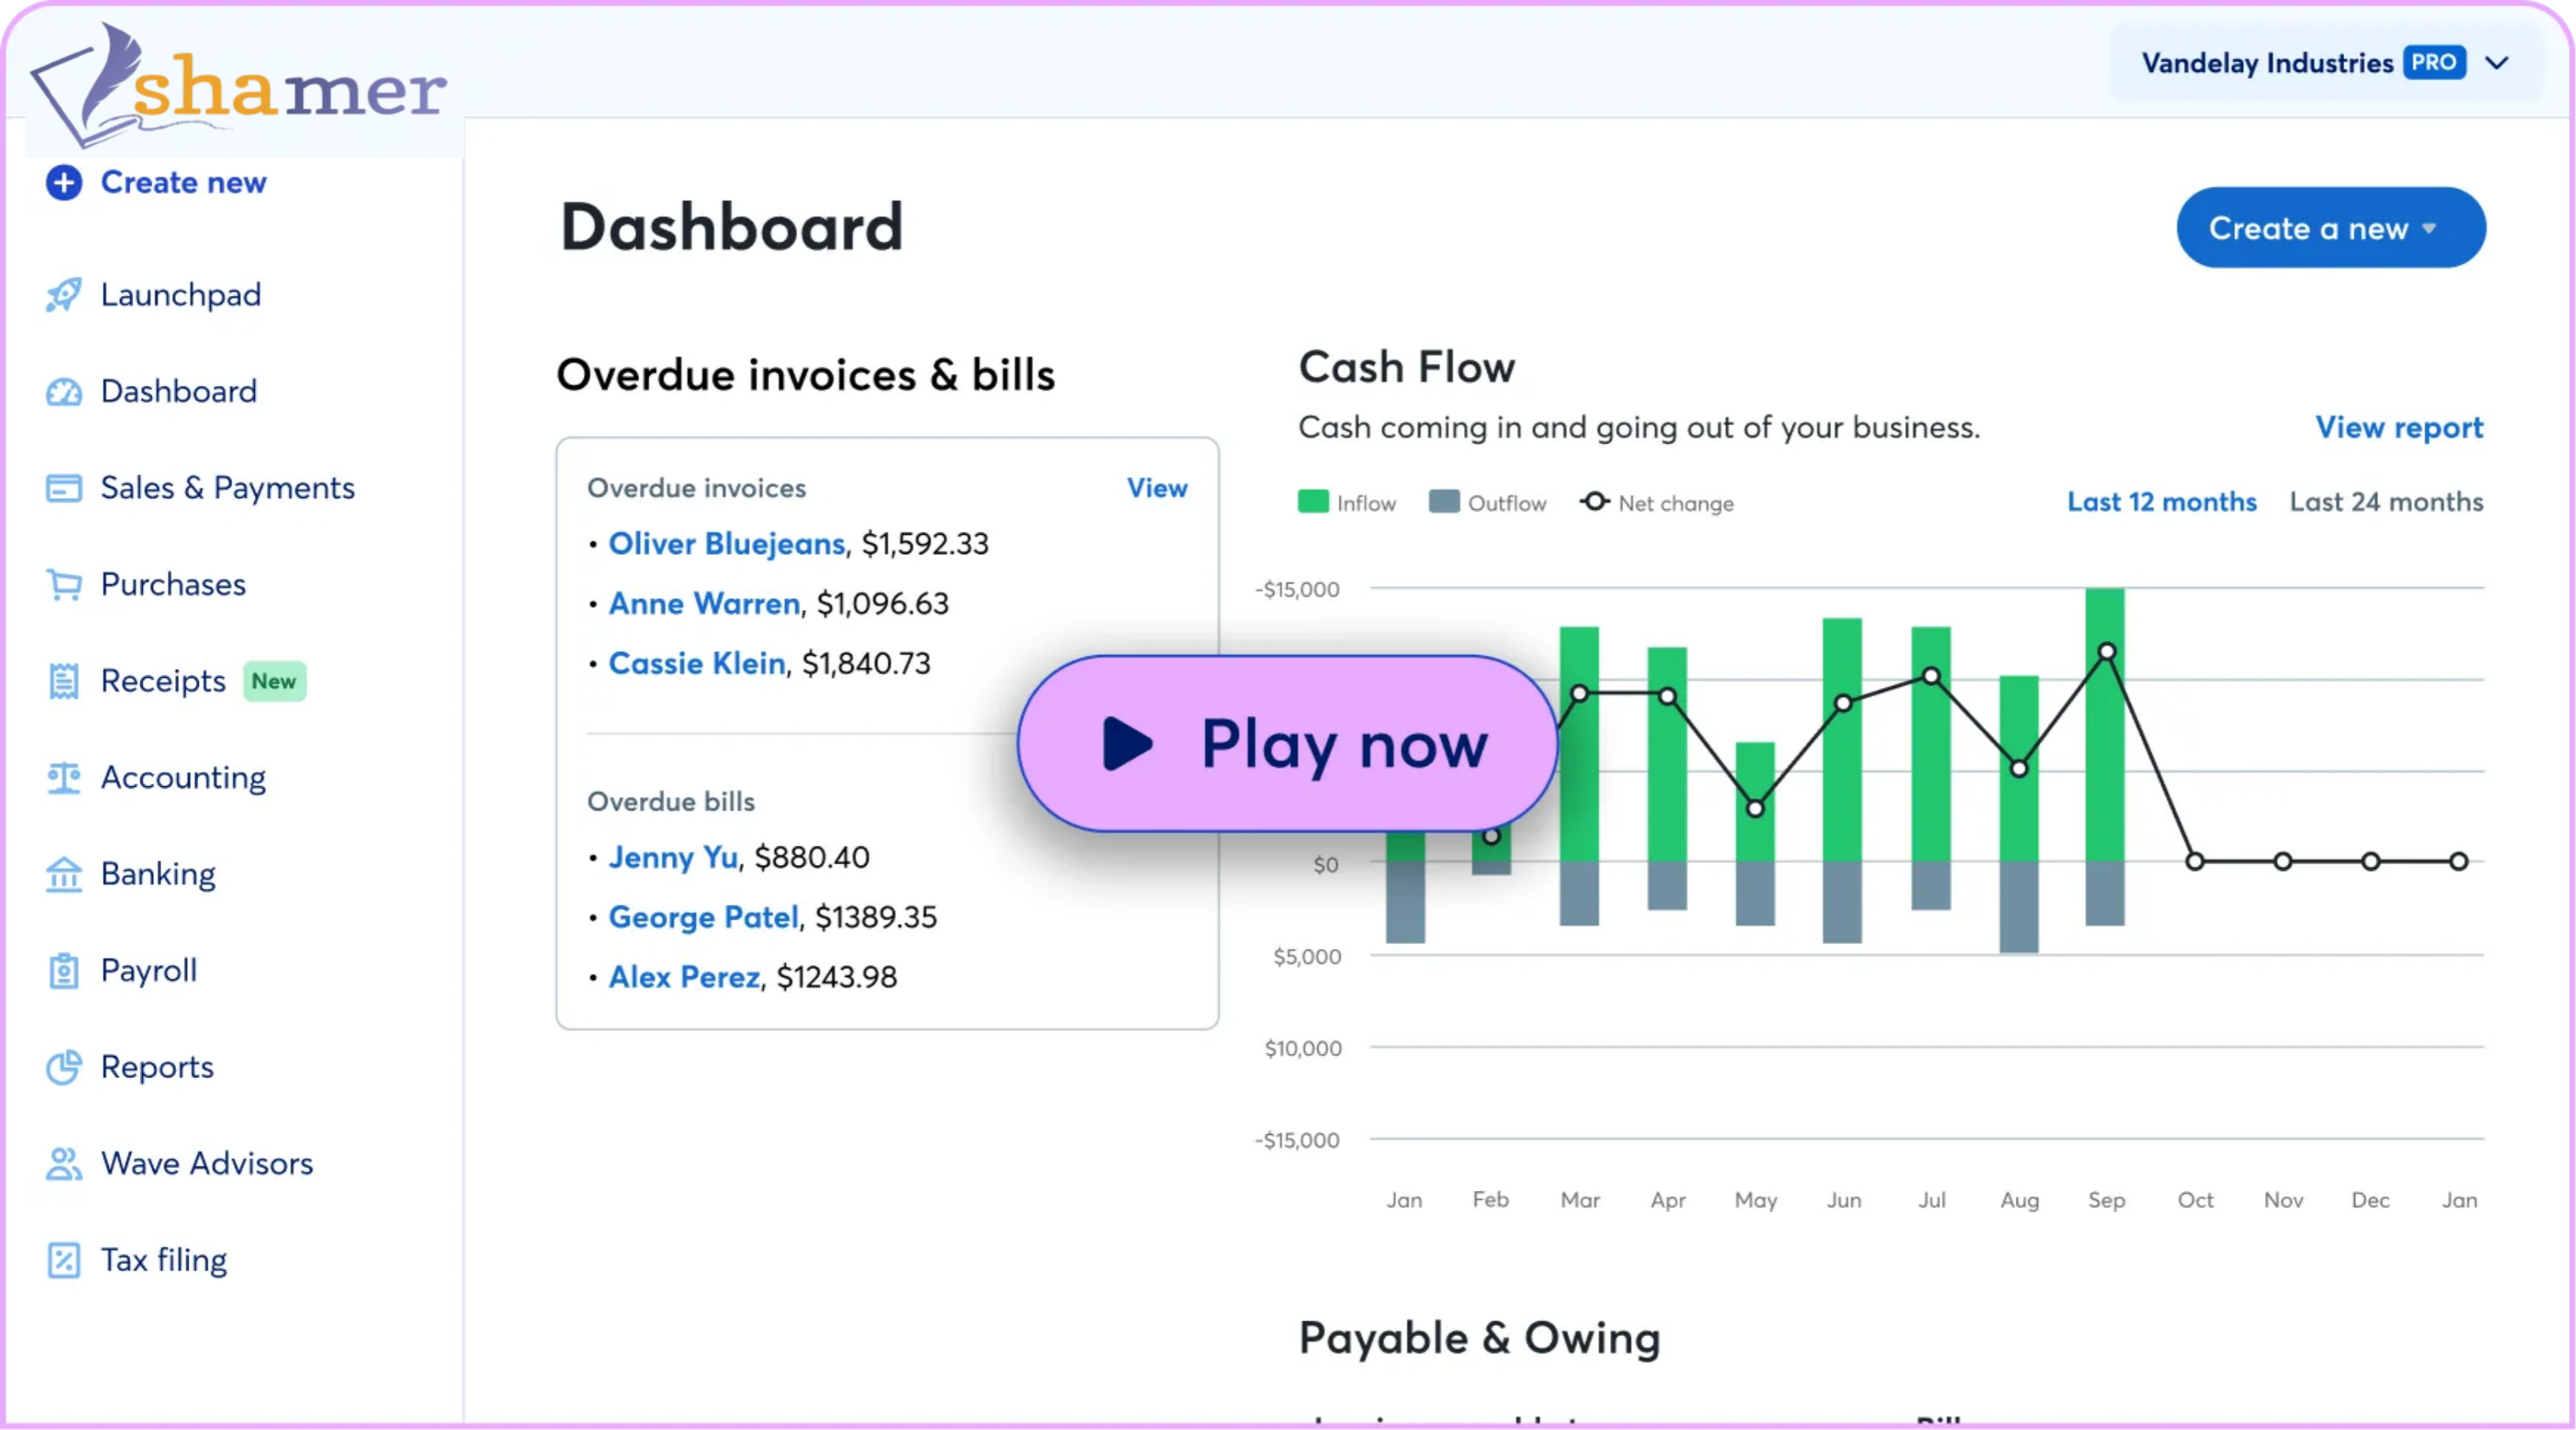 shamer
Vandelay Industries PRO
Create new
Launchpad
Dashboard
Sales & Payments
Purchases
Receipts New
Accounting
Banking
Payroll
Reports
Wave Advisors
Tax filing
Dashboard
Create a new
Overdue invoices & bills
Overdue invoices View
• Oliver Bluejeans, $1,592.33
• Anne Warren, $1,096.63
• Cassie Klein, $1,840.73
Overdue bills
• Jenny Yu, $880.40
• George Patel, $1389.35
• Alex Perez, $1243.98
Play now
Cash Flow
Cash coming in and going out of your business. View report
Inflow Outflow Net change Last 12 months Last 24 months
-$15,000
$0
$5,000
$10,000
-$15,000
Jan Feb Mar Apr May Jun Jul Aug Sep Oct Nov Dec Jan
Payable & Owing